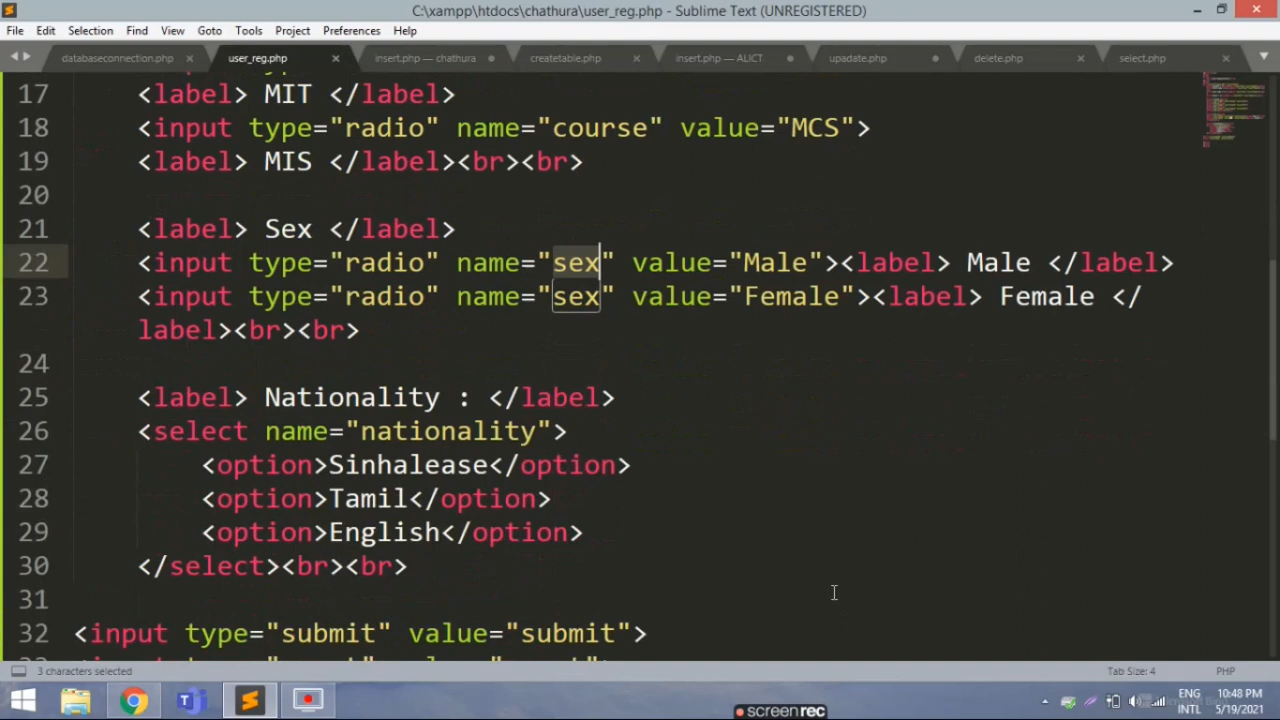 C:\xampp\htdocs\chathura\user_reg.php - Sublime Text (UNREGISTERED)
File Edit Selection Find View Goto Tools Project Preferences Help
databaseconnection.php user_reg.php insert.php — chathura createtable.php insert.php — ALICT upadate.php delete.php select.php
17 <label> MIT </label>
18 <input type="radio" name="course" value="MCS">
19 <label> MIS </label><br><br>
20
21 <label> Sex </label>
22 <input type="radio" name="sex" value="Male"><label> Male </label>
23 <input type="radio" name="sex" value="Female"><label> Female </
label><br><br>
24
25 <label> Nationality : </label>
26 <select name="nationality">
27 <option>Sinhalease</option>
28 <option>Tamil</option>
29 <option>English</option>
30 </select><br><br>
31
32 <input type="submit" value="submit">
3 characters selected Tab Size: 4 PHP
ENG 10:48 PM
INTL 5/19/2021
screenrec